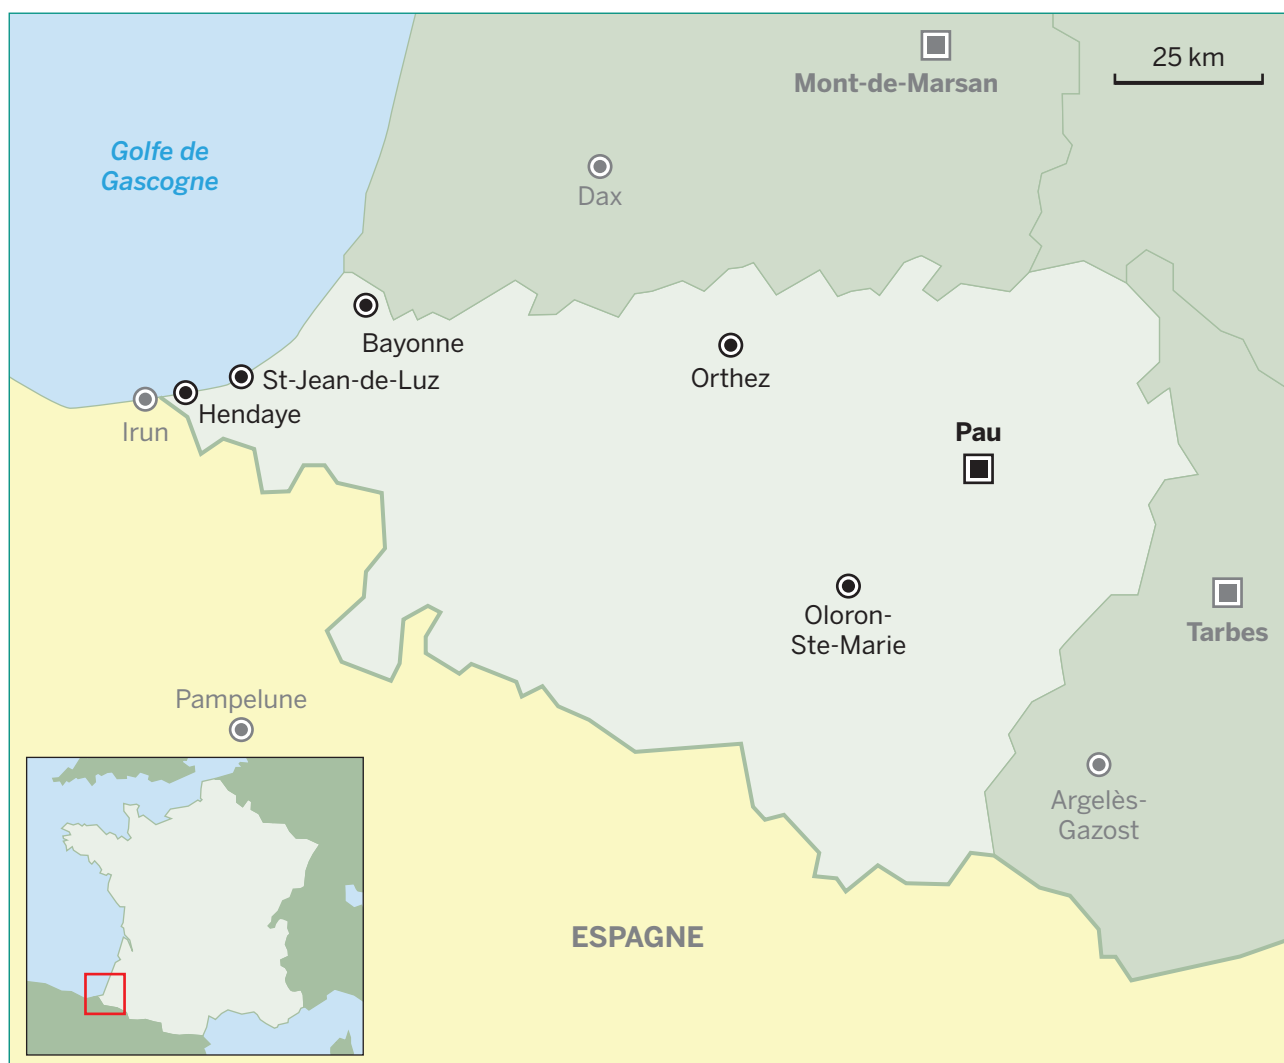 25 km
Mont-de-Marsan
Golfe de
Gascogne
Dax
Bayonne
St-Jean-de-Luz
Orthez
Hendaye
Irun
Pau
Oloron-
Ste-Marie
Tarbes
Pampelune
Argelès-
Gazost
ESPAGNE